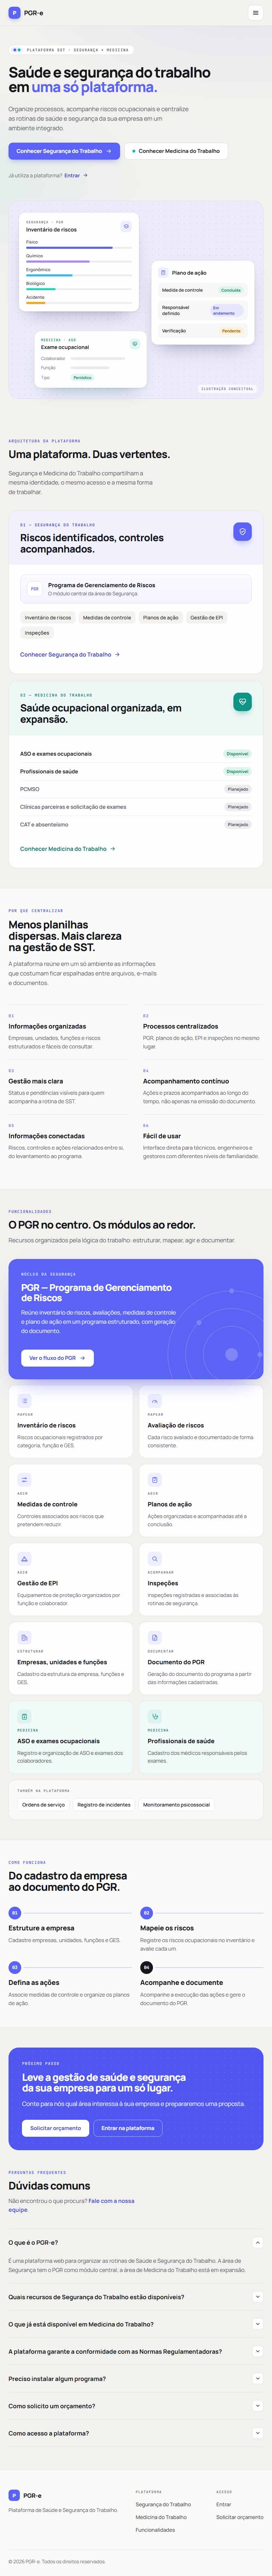 P PGR-e
PLATAFORMA SST · SEGURANÇA + MEDICINA
Saúde e segurança do trabalho
em uma só plataforma.
Organize processos, acompanhe riscos ocupacionais e centralize
as rotinas de saúde e segurança da sua empresa em um
ambiente integrado.
Conhecer Segurança do Trabalho →
Conhecer Medicina do Trabalho
Já utiliza a plataforma? Entrar →
SEGURANÇA · PGR
Inventário de riscos
Físico
Químico
Ergonômico
Biológico
Acidente
Plano de ação
Medida de controle Concluída
Responsável definido Em andamento
Verificação Pendente
MEDICINA · ASO
Exame ocupacional
Colaborador
Função
Tipo Periódico
ILUSTRAÇÃO CONCEITUAL
ARQUITETURA DA PLATAFORMA
Uma plataforma. Duas vertentes.
Segurança e Medicina do Trabalho compartilham a
mesma identidade, o mesmo acesso e a mesma forma
de trabalhar.
01 — SEGURANÇA DO TRABALHO
Riscos identificados, controles
acompanhados.
PGR
Programa de Gerenciamento de Riscos
O módulo central da área de Segurança.
Inventário de riscos
Medidas de controle
Planos de ação
Gestão de EPI
Inspeções
Conhecer Segurança do Trabalho →
02 — MEDICINA DO TRABALHO
Saúde ocupacional organizada, em
expansão.
ASO e exames ocupacionais Disponível
Profissionais de saúde Disponível
PCMSO Planejado
Clínicas parceiras e solicitação de exames Planejado
CAT e absenteísmo Planejado
Conhecer Medicina do Trabalho →
POR QUE CENTRALIZAR
Menos planilhas
dispersas. Mais clareza
na gestão de SST.
A plataforma reúne em um só ambiente as informações
que costumam ficar espalhadas entre arquivos, e-mails
e documentos.
01
Informações organizadas
Empresas, unidades, funções e riscos
estruturados e fáceis de consultar.
02
Processos centralizados
PGR, planos de ação, EPI e inspeções no mesmo
lugar.
03
Gestão mais clara
Status e pendências visíveis para quem
acompanha a rotina de SST.
04
Acompanhamento contínuo
Ações e prazos acompanhados ao longo do
tempo, não apenas na emissão do documento.
05
Informações conectadas
Riscos, controles e ações relacionados entre si,
do levantamento ao programa.
06
Fácil de usar
Interface direta para técnicos, engenheiros e
gestores com diferentes níveis de familiaridade.
FUNCIONALIDADES
O PGR no centro. Os módulos ao redor.
Recursos organizados pela lógica do trabalho: estruturar, mapear, agir e documentar.
NÚCLEO DA SEGURANÇA
PGR — Programa de Gerenciamento
de Riscos
Reúne inventário de riscos, avaliações, medidas de controle
e plano de ação em um programa estruturado, com geração
do documento.
Ver o fluxo do PGR →
MAPEAR
Inventário de riscos
Riscos ocupacionais registrados por
categoria, função e GES.
MAPEAR
Avaliação de riscos
Cada risco avaliado e documentado de forma
consistente.
AGIR
Medidas de controle
Controles associados aos riscos que
pretendem reduzir.
AGIR
Planos de ação
Ações organizadas e acompanhadas até a
conclusão.
AGIR
Gestão de EPI
Equipamentos de proteção organizados por
função e colaborador.
ACOMPANHAR
Inspeções
Inspeções registradas e associadas às
rotinas de segurança.
ESTRUTURAR
Empresas, unidades e funções
Cadastro da estrutura da empresa, funções e
GES.
DOCUMENTAR
Documento do PGR
Geração do documento do programa a partir
das informações cadastradas.
MEDICINA
ASO e exames ocupacionais
Registro e organização de ASO e exames dos
colaboradores.
MEDICINA
Profissionais de saúde
Cadastro dos médicos responsáveis pelos
exames.
TAMBÉM NA PLATAFORMA
Ordens de serviço
Registro de incidentes
Monitoramento psicossocial
COMO FUNCIONA
Do cadastro da empresa
ao documento do PGR.
01
Estruture a empresa
Cadastre empresas, unidades, funções e GES.
02
Mapeie os riscos
Registre os riscos ocupacionais no inventário e
avalie cada um.
03
Defina as ações
Associe medidas de controle e organize os planos
de ação.
04
Acompanhe e documente
Acompanhe a execução das ações e gere o
documento do PGR.
PRÓXIMO PASSO
Leve a gestão de saúde e segurança
da sua empresa para um só lugar.
Conte para nós qual área interessa à sua empresa e prepararemos uma proposta.
Solicitar orçamento
Entrar na plataforma
PERGUNTAS FREQUENTES
Dúvidas comuns
Não encontrou o que procura? Fale com a nossa
equipe.
O que é o PGR-e?
É uma plataforma web para organizar as rotinas de Saúde e Segurança do Trabalho. A área de
Segurança tem o PGR como módulo central; a área de Medicina do Trabalho está em expansão.
Quais recursos de Segurança do Trabalho estão disponíveis?
O que já está disponível em Medicina do Trabalho?
A plataforma garante a conformidade com as Normas Regulamentadoras?
Preciso instalar algum programa?
Como solicito um orçamento?
Como acesso a plataforma?
P PGR-e
Plataforma de Saúde e Segurança do Trabalho.
PLATAFORMA
Segurança do Trabalho
Medicina do Trabalho
Funcionalidades
ACESSO
Entrar
Solicitar orçamento
© 2026 PGR-e. Todos os direitos reservados.